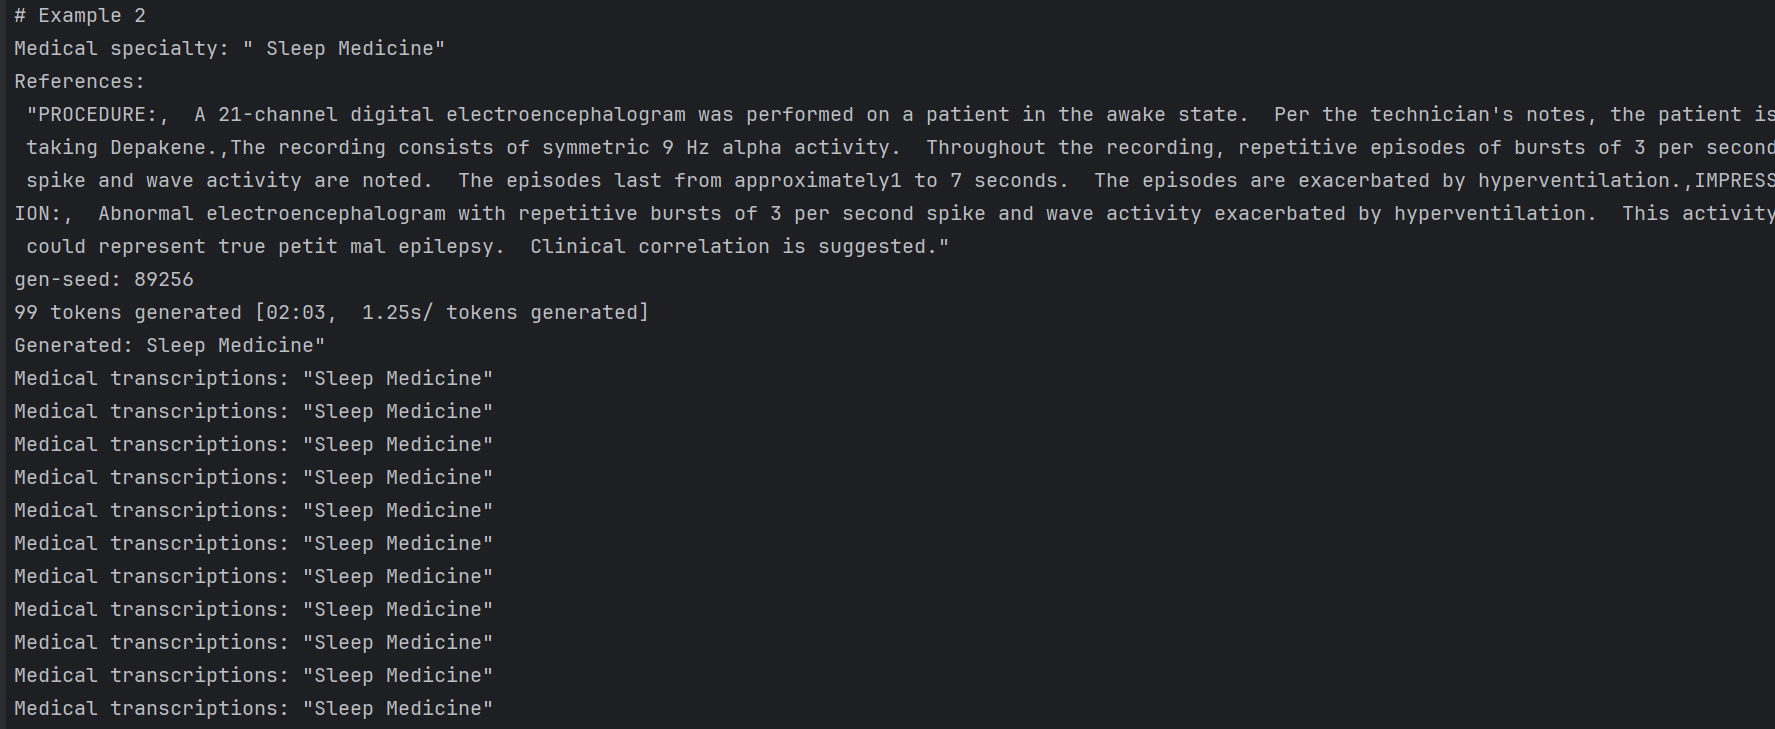 # Example 2
Medical specialty: " Sleep Medicine"
References:
 "PROCEDURE:,  A 21-channel digital electroencephalogram was performed on a patient in the awake state.  Per the technician's notes, the patient is
 taking Depakene.,The recording consists of symmetric 9 Hz alpha activity.  Throughout the recording, repetitive episodes of bursts of 3 per second
 spike and wave activity are noted.  The episodes last from approximately1 to 7 seconds.  The episodes are exacerbated by hyperventilation.,IMPRESS
ION:,  Abnormal electroencephalogram with repetitive bursts of 3 per second spike and wave activity exacerbated by hyperventilation.  This activity
 could represent true petit mal epilepsy.  Clinical correlation is suggested."
gen-seed: 89256
99 tokens generated [02:03,  1.25s/ tokens generated]
Generated: Sleep Medicine"
Medical transcriptions: "Sleep Medicine"
Medical transcriptions: "Sleep Medicine"
Medical transcriptions: "Sleep Medicine"
Medical transcriptions: "Sleep Medicine"
Medical transcriptions: "Sleep Medicine"
Medical transcriptions: "Sleep Medicine"
Medical transcriptions: "Sleep Medicine"
Medical transcriptions: "Sleep Medicine"
Medical transcriptions: "Sleep Medicine"
Medical transcriptions: "Sleep Medicine"
Medical transcriptions: "Sleep Medicine"